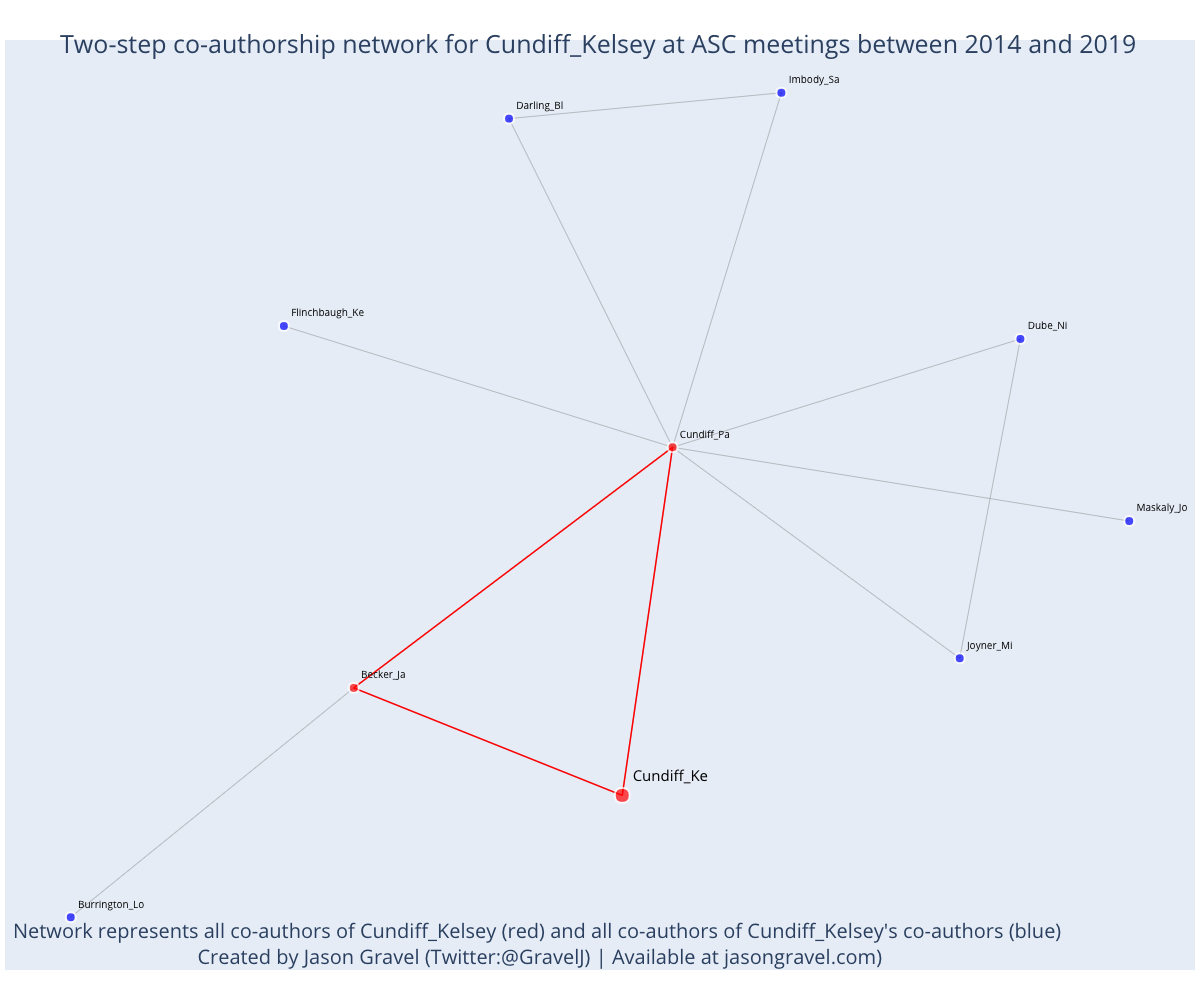 Two-step co-authorship network for Cundiff_Kelsey at ASC meetings between 2014 and 2019
Imbody_Sa
Darling_Bl
Flinchbaugh_Ke
Dube_Ni
Cundiff_Pa
Maskaly_Jo
Joyner_Mi
Becker_Ja
Cundiff_Ke
Burrington_Lo
Network represents all co-authors of Cundiff_Kelsey (red) and all co-authors of Cundiff_Kelsey's co-authors (blue)
Created by Jason Gravel (Twitter:@GravelJ) | Available at jasongravel.com)